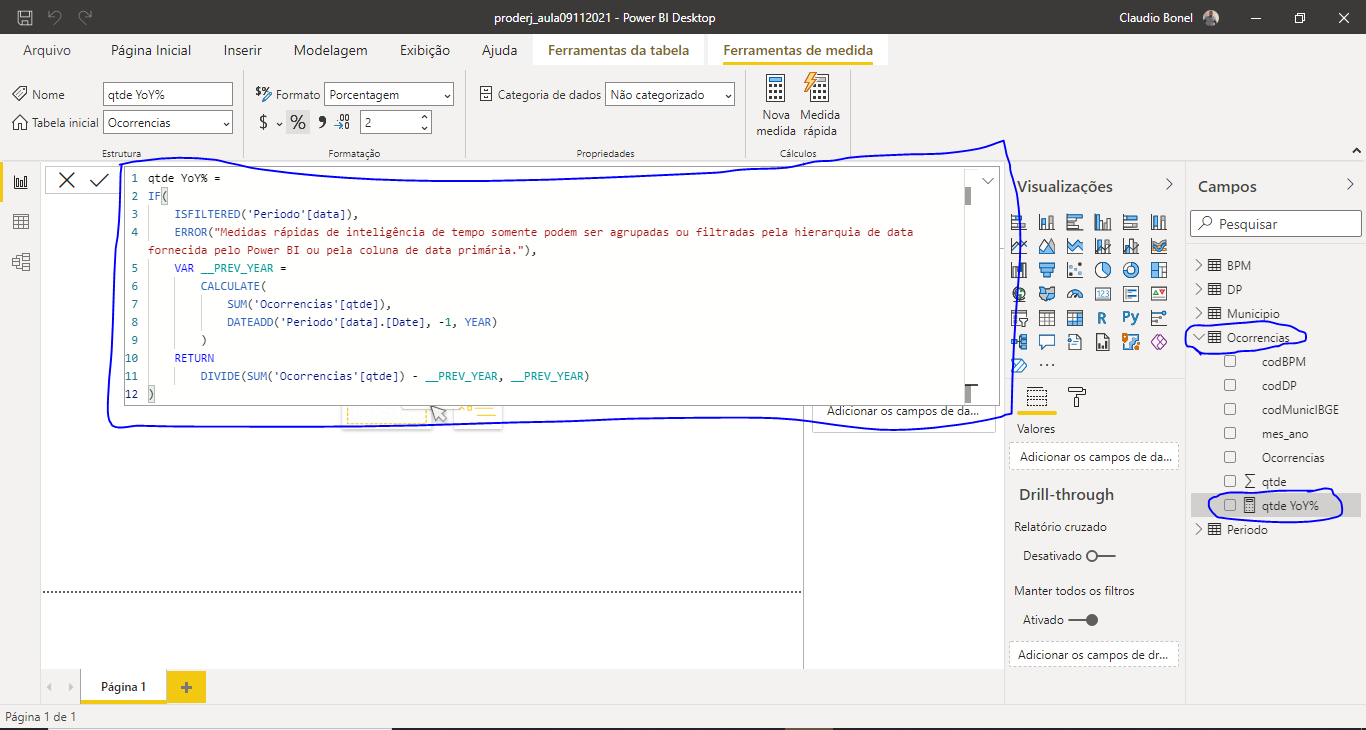 proderj_aula09112021 - Power BI Desktop
Claudio Bonel
Arquivo
Página Inicial
Inserir
Modelagem
Exibição
Ajuda
Ferramentas da tabela
Ferramentas de medida
Nome
qtde YoY%
Tabela inicial
Ocorrencias
Estrutura
Formato
Porcentagem
$ % 2
Formatação
Categoria de dados
Não categorizado
Propriedades
Nova medida
Medida rápida
Cálculos
1 qtde YoY% =
2 IF(
3 ISFILTERED('Periodo'[data]),
4 ERROR("Medidas rápidas de inteligência de tempo somente podem ser agrupadas ou filtradas pela hierarquia de data
fornecida pelo Power BI ou pela coluna de data primária."),
5 VAR __PREV_YEAR =
6 CALCULATE(
7 SUM('Ocorrencias'[qtde]),
8 DATEADD('Periodo'[data].[Date], -1, YEAR)
9 )
10 RETURN
11 DIVIDE(SUM('Ocorrencias'[qtde]) - __PREV_YEAR, __PREV_YEAR)
12 )
Adicionar os campos de da...
Visualizações
123
R
Py
...
Valores
Adicionar os campos de da...
Drill-through
Relatório cruzado
Desativado
Manter todos os filtros
Ativado
Adicionar os campos de dr...
Campos
Pesquisar
BPM
DP
Municipio
Ocorrencias
codBPM
codDP
codMunicIBGE
mes_ano
Ocorrencias
qtde
qtde YoY%
Periodo
Página 1
+
Página 1 de 1